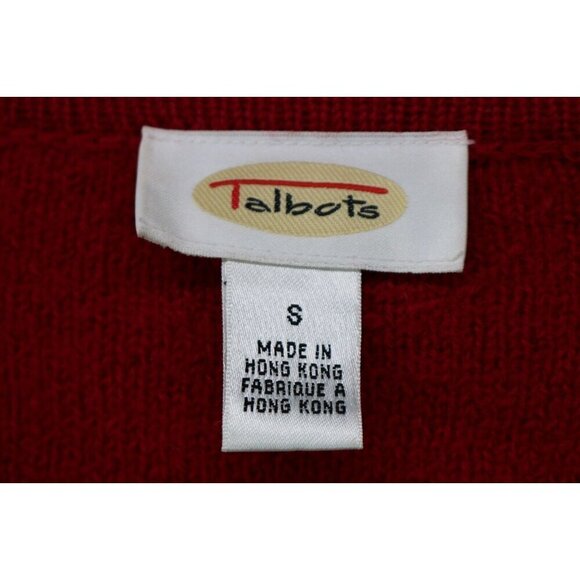 Talbots
S
MADE IN
HONG KONG
FABRIQUE A
HONG KONG